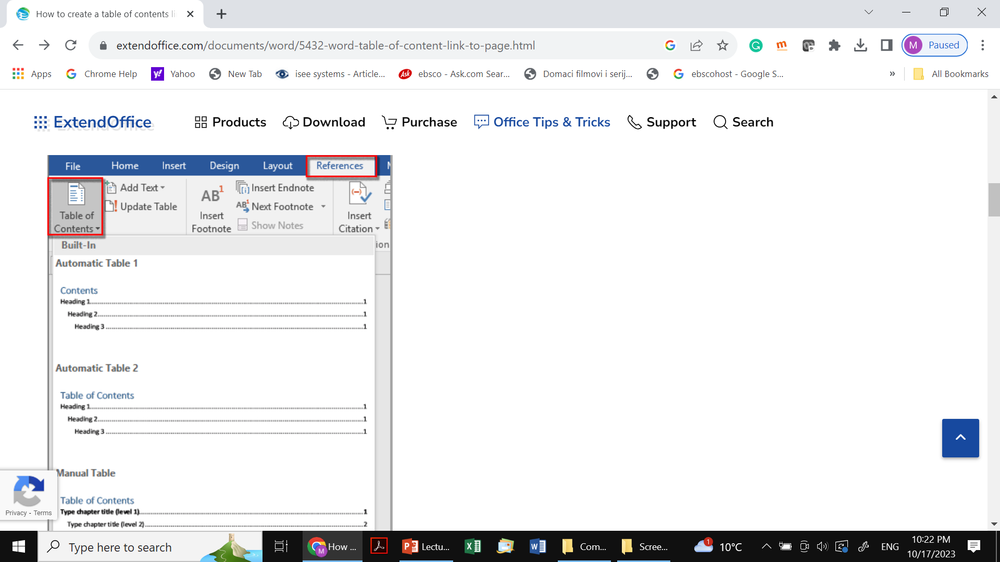 How to create a table of contents li
extendoffice.com/documents/word/5432-word-table-of-content-link-to-page.html
M Paused
Apps Chrome Help Yahoo New Tab isee systems - Article... ebsco - Ask.com Sear... Domaci filmovi i serij... ebscohost - Google S... » All Bookmarks
ExtendOffice Products Download Purchase Office Tips & Tricks Support Search
File Home Insert Design Layout References
Table of Contents
Add Text
Update Table
AB1
Insert Footnote
Insert Endnote
Next Footnote
Show Notes
Insert Citation
ion
Built-In
Automatic Table 1
Contents
Heading 1 1
Heading 2 1
Heading 3 1
Automatic Table 2
Table of Contents
Heading 1 1
Heading 2 1
Heading 3 1
Manual Table
Table of Contents
Type chapter title (level 1) 1
Type chapter title (level 2) 2
Privacy - Terms
Type here to search
How ...
Lectu...
Com...
Scree...
1
10°C
ENG
10:22 PM
10/17/2023